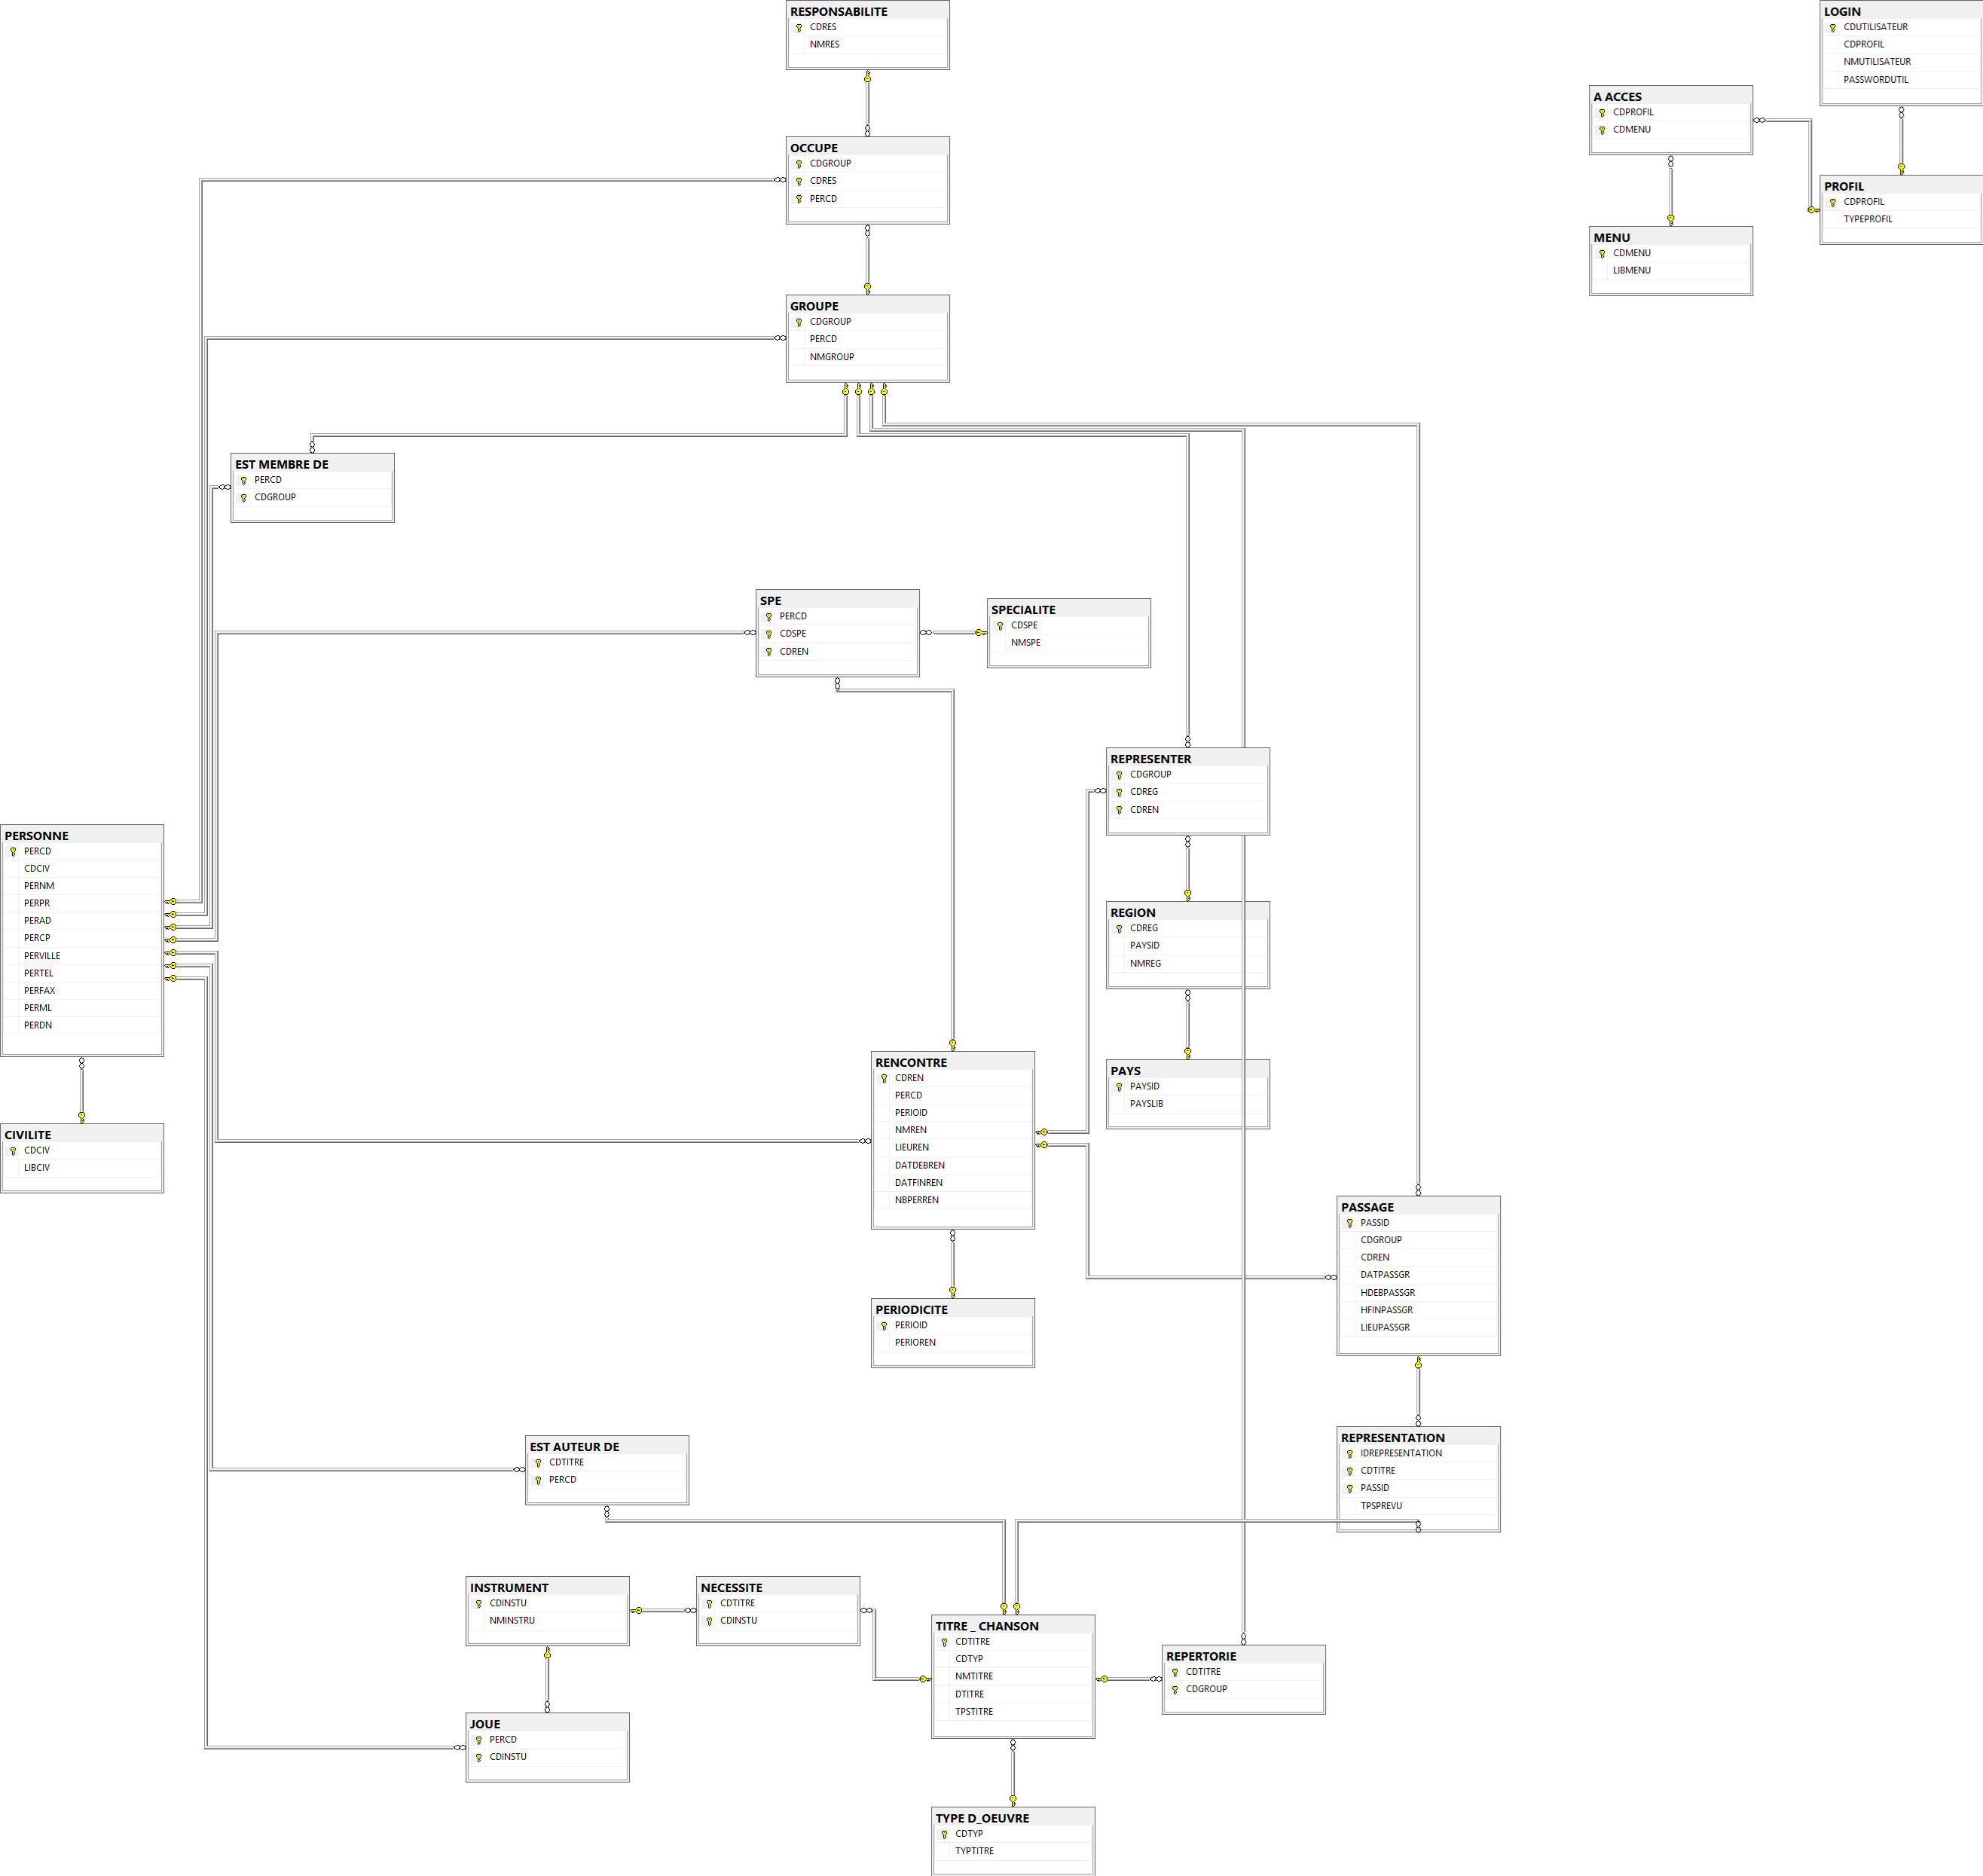 RESPONSABILITE
CDRES
NMRES
LOGIN
CDUTILISATEUR
CDPROFIL
NMUTILISATEUR
PASSWORDUTIL
A ACCES
CDPROFIL
CDMENU
OCCUPE
CDGROUP
CDRES
PERCD
PROFIL
CDPROFIL
TYPEPROFIL
MENU
CDMENU
LIBMENU
GROUPE
CDGROUP
PERCD
NMGROUP
EST MEMBRE DE
PERCD
CDGROUP
SPE
PERCD
CDSPE
CDREN
SPECIALITE
CDSPE
NMSPE
REPRESENTER
CDGROUP
CDREG
CDREN
PERSONNE
PERCD
CDCIV
PERNM
PERPR
PERAD
PERCP
PERVILLE
PERTEL
PERFAX
PERML
PERDN
REGION
CDREG
PAYSID
NMREG
RENCONTRE
CDREN
PERCD
PERIOID
NMREN
LIEUREN
DATDEBREN
DATFINREN
NBPERREN
PAYS
PAYSID
PAYSLIB
CIVILITE
CDCIV
LIBCIV
PASSAGE
PASSID
CDGROUP
CDREN
DATPASSGR
HDEBPASSGR
HFINPASSGR
LIEUPASSGR
PERIODICITE
PERIOID
PERIOREN
REPRESENTATION
IDREPRESENTATION
CDTITRE
PASSID
TPSPREVU
EST AUTEUR DE
CDTITRE
PERCD
INSTRUMENT
CDINSTU
NMINSTRU
NECESSITE
CDTITRE
CDINSTU
TITRE _ CHANSON
CDTITRE
CDTYP
NMTITRE
DTITRE
TPSTITRE
REPERTORIE
CDTITRE
CDGROUP
JOUE
PERCD
CDINSTU
TYPE D_OEUVRE
CDTYP
TYPTITRE